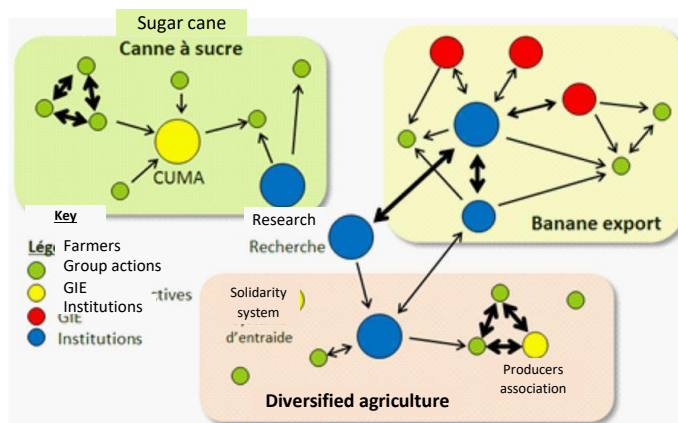 Sugar cane
Canne à sucre
CUMA
Banane export
Research
Recherche
Key
Lég
Farmers
Group actions
GIE
Institutions
ctives
GIE
Institutions
Solidarity
system
d'entraide
Producers
association
Diversified agriculture